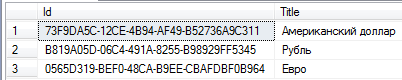 Id Title
1 73F9DA5C-12CE-4B94-AF49-B52736A9C311 Американский доллар
2 B819A05D-06C4-491A-8255-B98929FF5345 Рубль
3 0565D319-BEF0-48CA-B9EE-CBAFDBF0B964 Евро